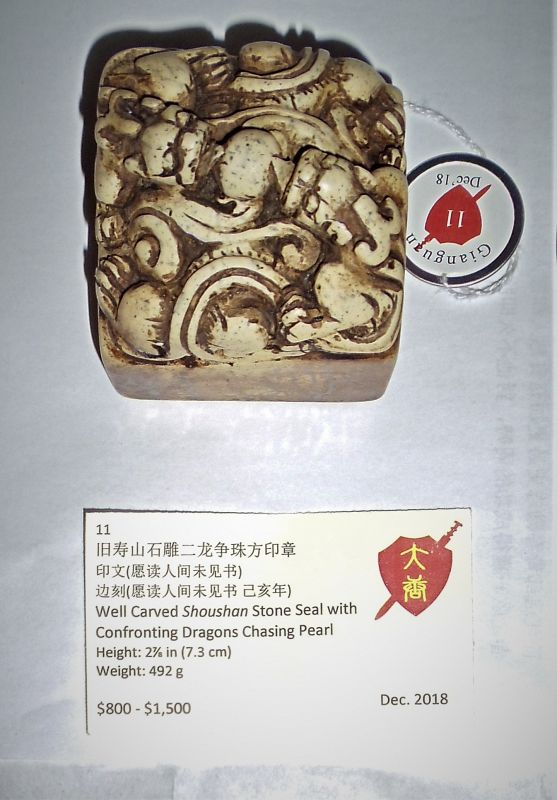 Dec.'18
11
Gianguan
11
旧寿山石雕二龙争珠方印章
印文(愿读人间未见书)
边刻(愿读人间未见书 己亥年)
Well Carved Shoushan Stone Seal with
Confronting Dragons Chasing Pearl
Height: 2⅞ in (7.3 cm)
Weight: 492 g
$800 - $1,500
Dec. 2018